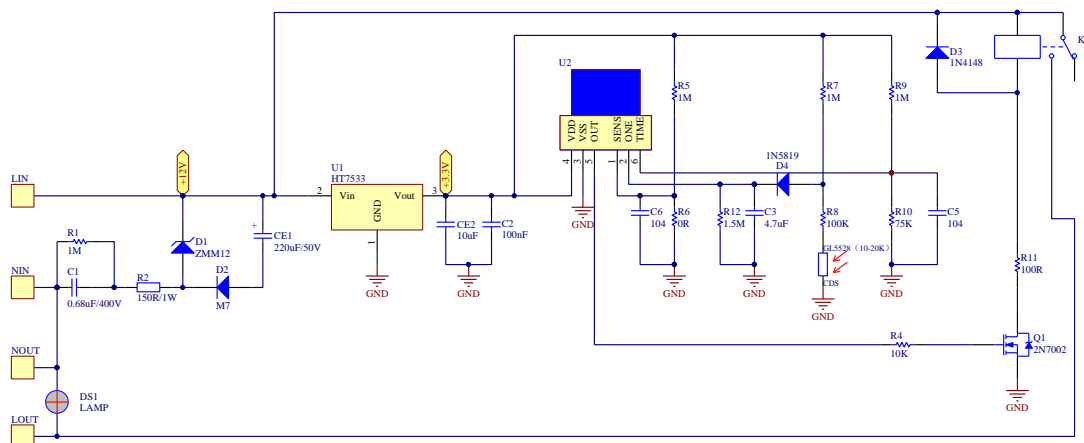 D3
1N4148
K
U2
R5
1M
R7
1M
R9
1M
VDD
VSS
OUT
SENS
ONE
TIME
4
3
5
1
2
6
1N5819
D4
+12V
+3.3V
U1
HT7533
LIN
2
Vin
Vout
3
GND
1
GND
GND
CE2
10uF
C2
100nF
GND
CE1
220uF/50V
+
D1
ZMM12
R1
1M
NIN
C1
0.68uF/400V
R2
150R/1W
D2
M7
C6
104
R6
0R
GND
R12
1.5M
C3
4.7uF
GND
R8
100K
GL5528（10-20K）
CDS
GND
R10
75K
C5
104
GND
R11
100R
R4
10K
Q1
2N7002
GND
NOUT
DS1
LAMP
LOUT